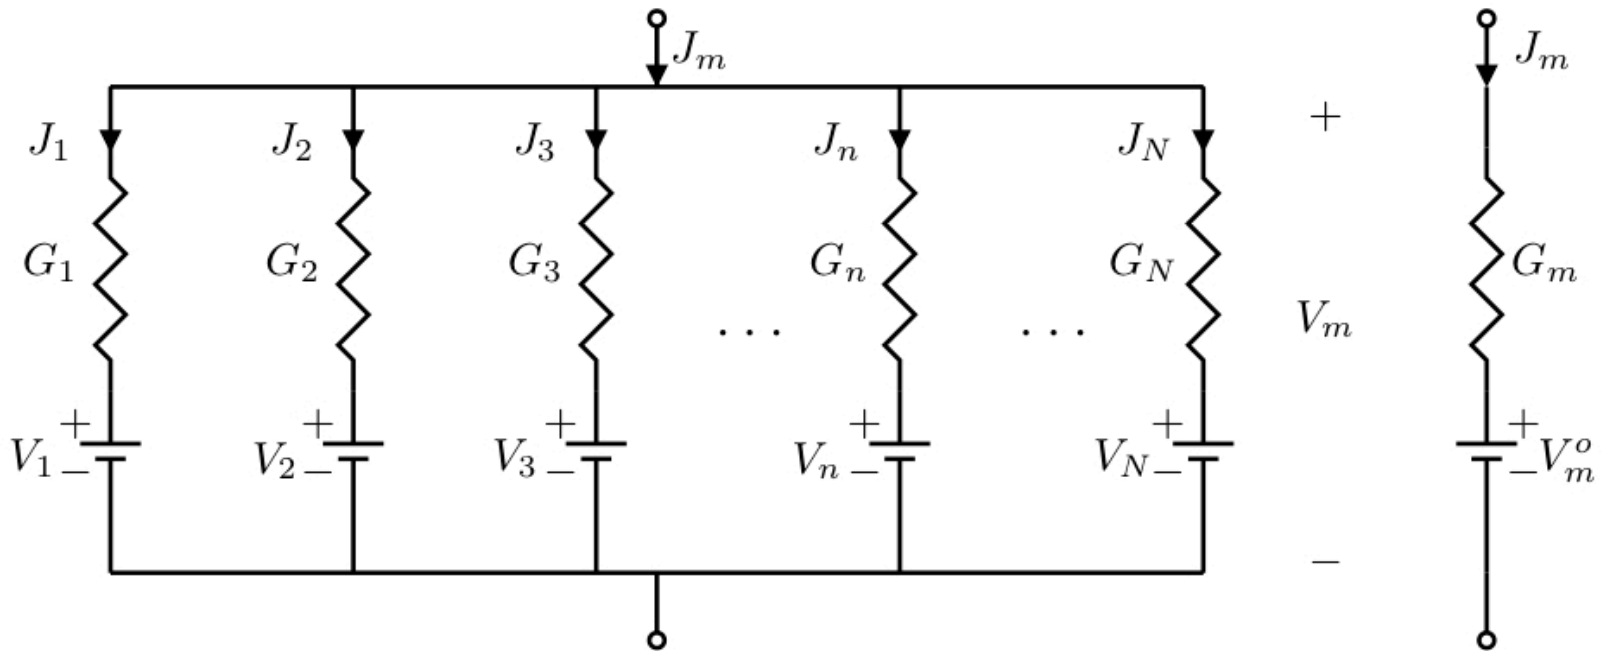 J_m J_m
+
J_1 J_2 J_3 J_n J_N
G_1 G_2 G_3 G_n G_N G_m
... ... V_m
+ + + + + +
V_1 − V_2 − V_3 − V_n − V_N − − V_m^o
−